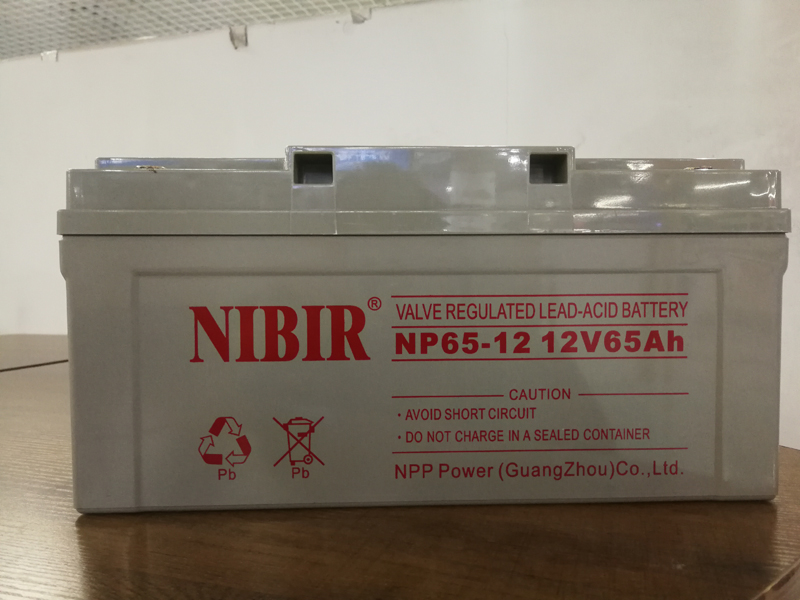 NIBIR®
VALVE REGULATED LEAD-ACID BATTERY
NP65-12 12V65Ah
CAUTION
· AVOID SHORT CIRCUIT
· DO NOT CHARGE IN A SEALED CONTAINER
NPP Power (GuangZhou)Co.,Ltd.
Pb
Pb